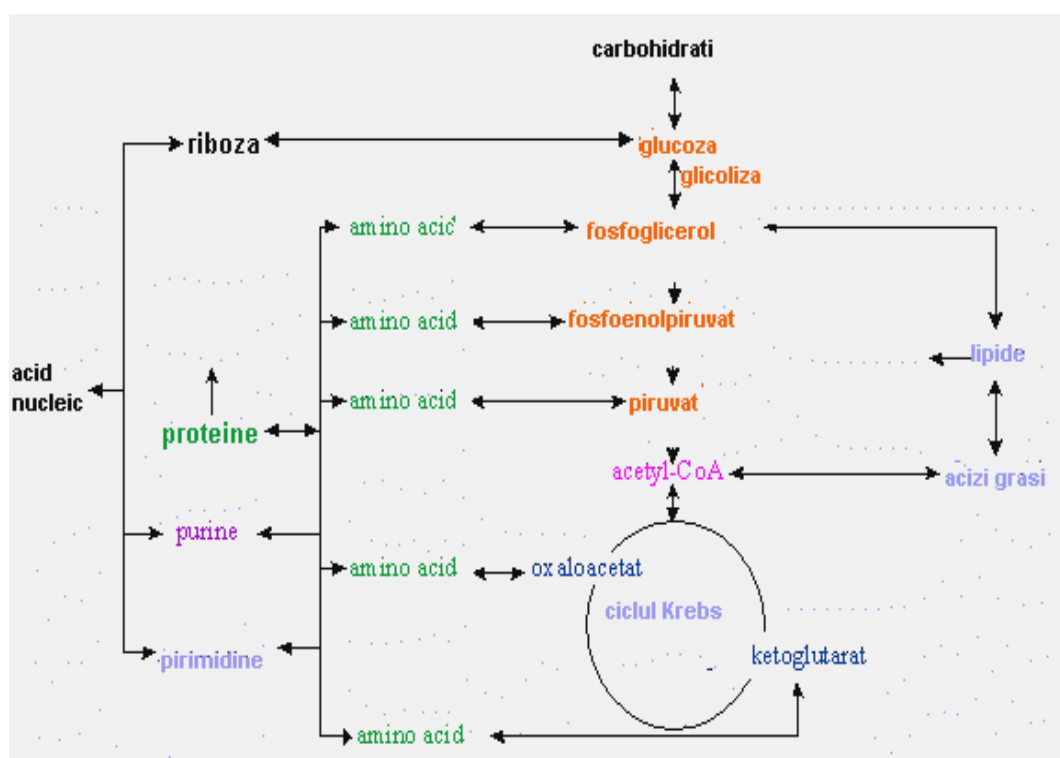 carbohidrati
riboza
glucoza
glicoliza
amino acid
fosfoglicerol
amino acid
fosfoenolpiruvat
lipide
acid
nucleic
amino acid
piruvat
proteine
acetyl-CoA
acizi grasi
purine
amino acid
oxaloacetat
ciclul Krebs
pirimidine
ketoglutarat
amino acid